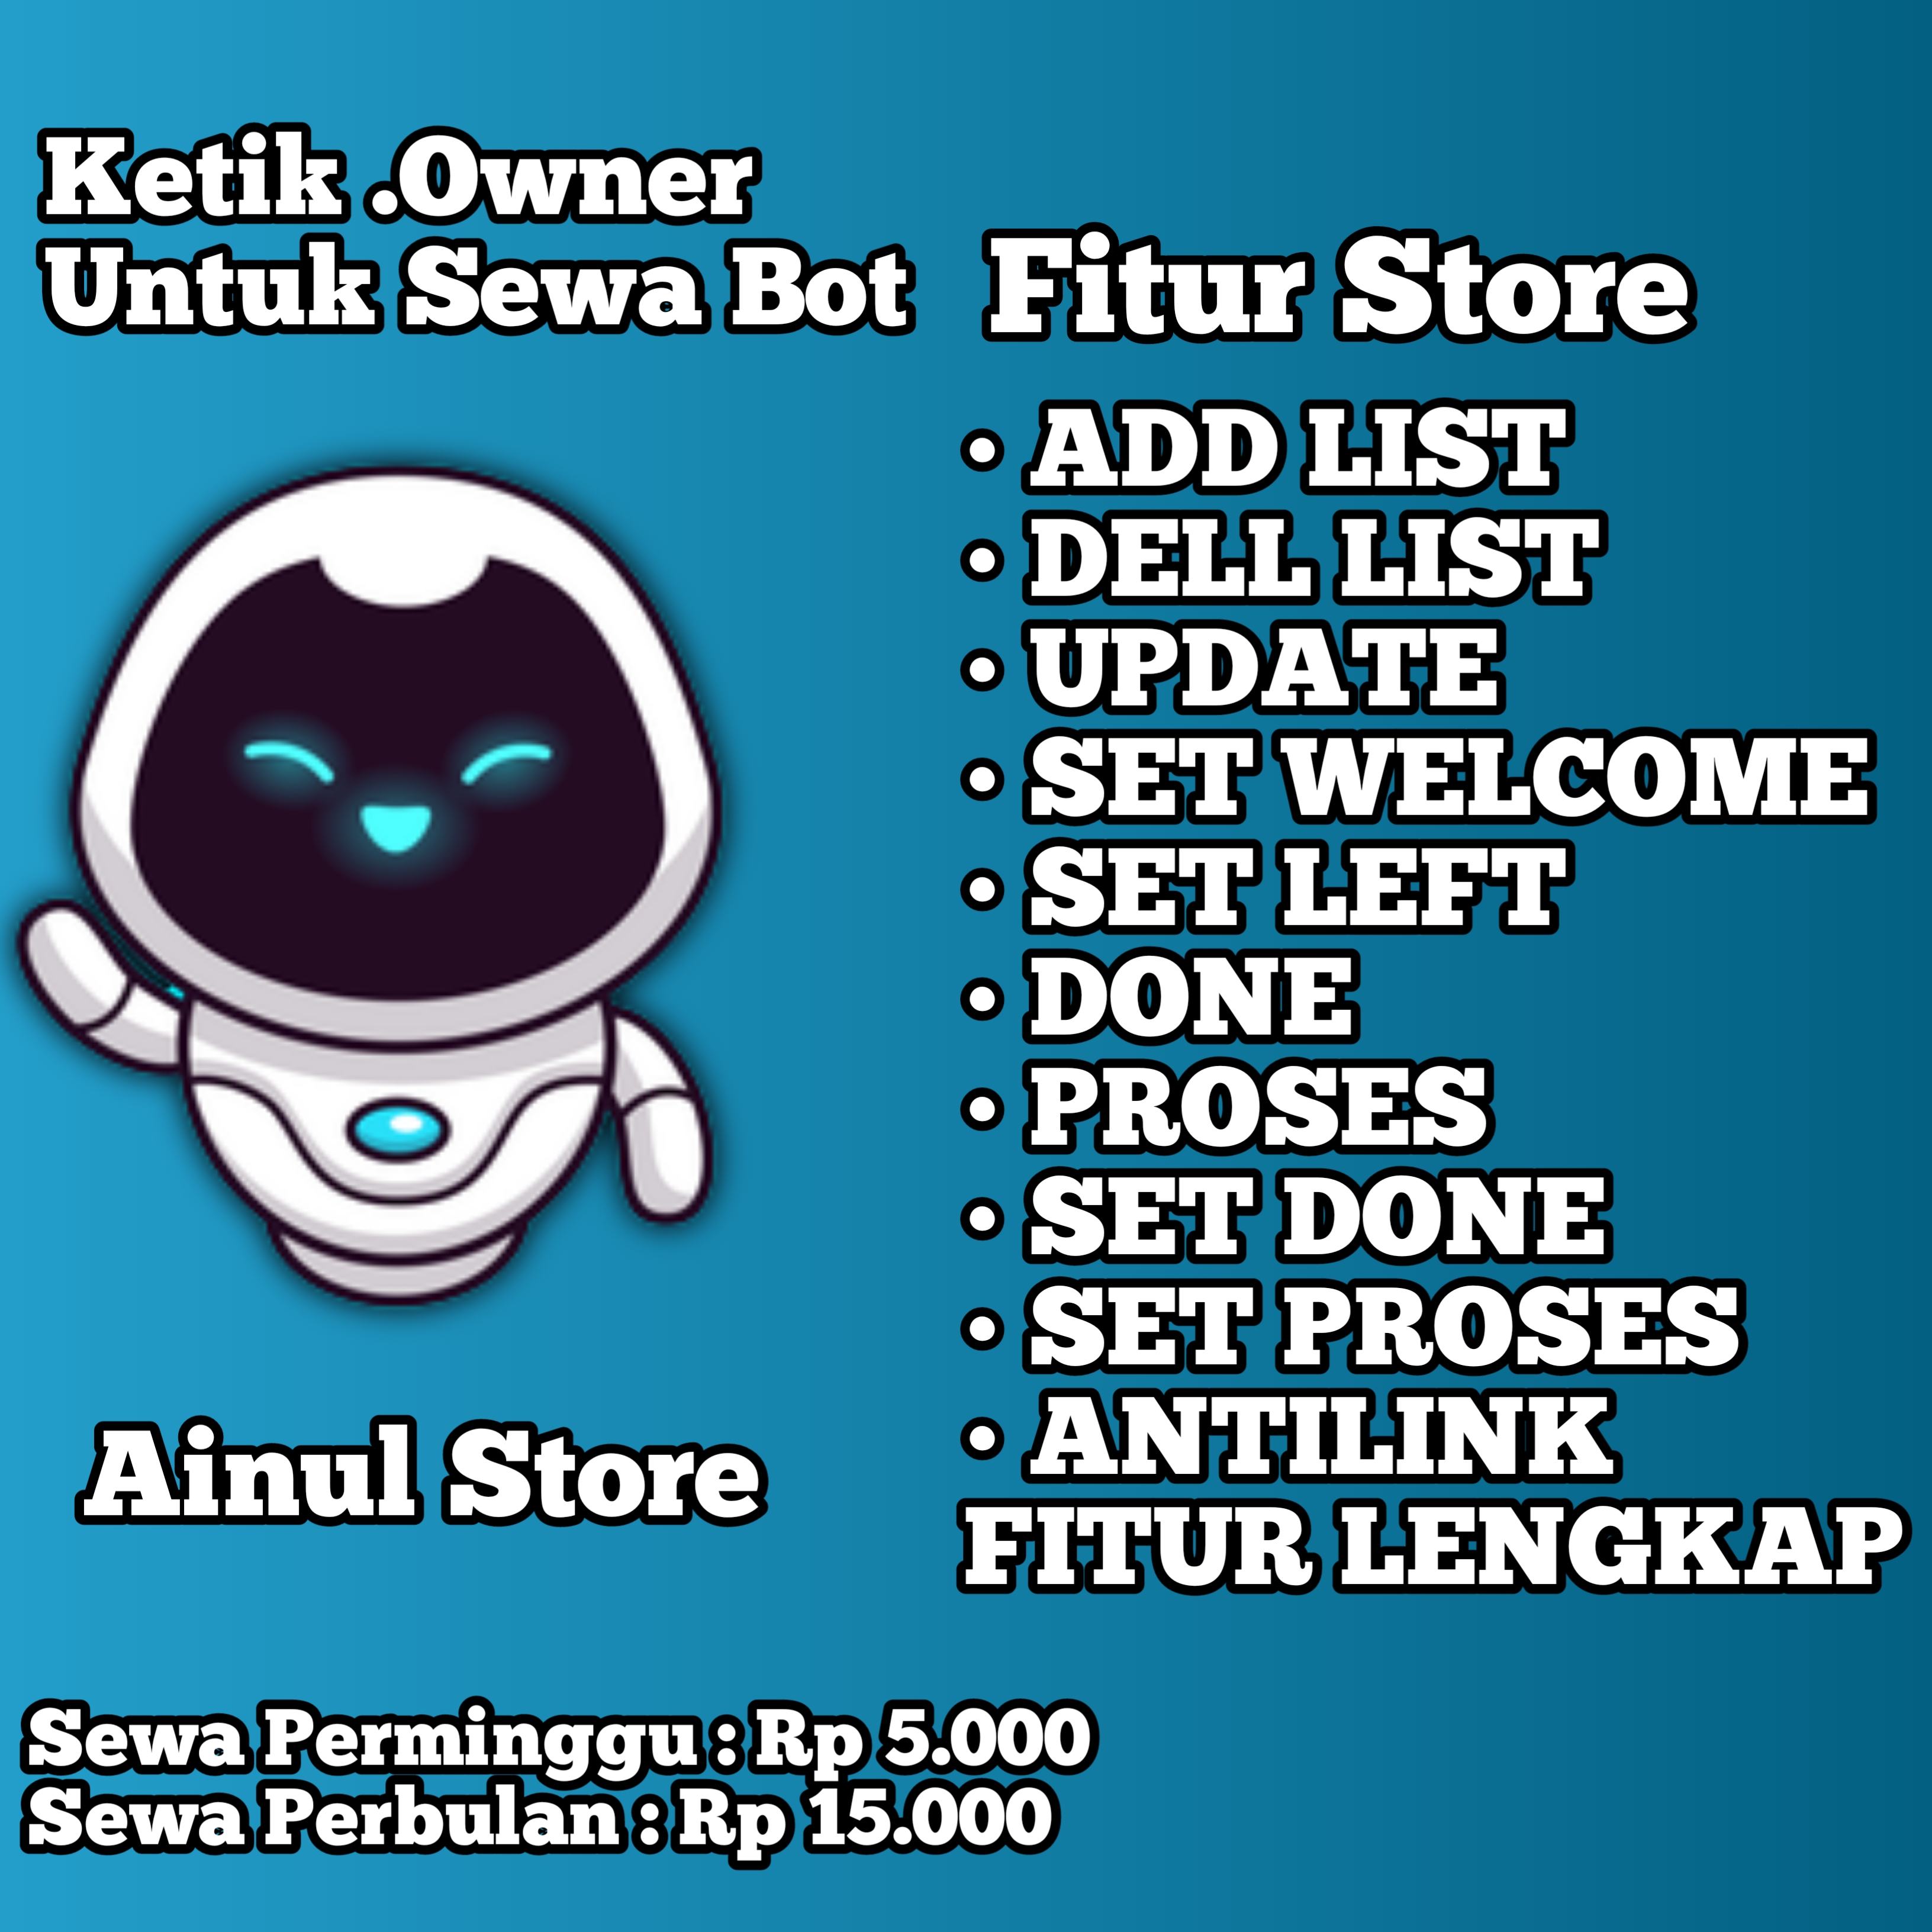 Ketik .Owner
Untuk Sewa Bot
Fitur Store
• ADD LIST
• DELL LIST
• UPDATE
• SET WELCOME
• SET LEFT
• DONE
• PROSES
• SET DONE
• SET PROSES
• ANTILINK
FITUR LENGKAP
Ainul Store
Sewa Perminggu : Rp 5.000
Sewa Perbulan : Rp 15.000